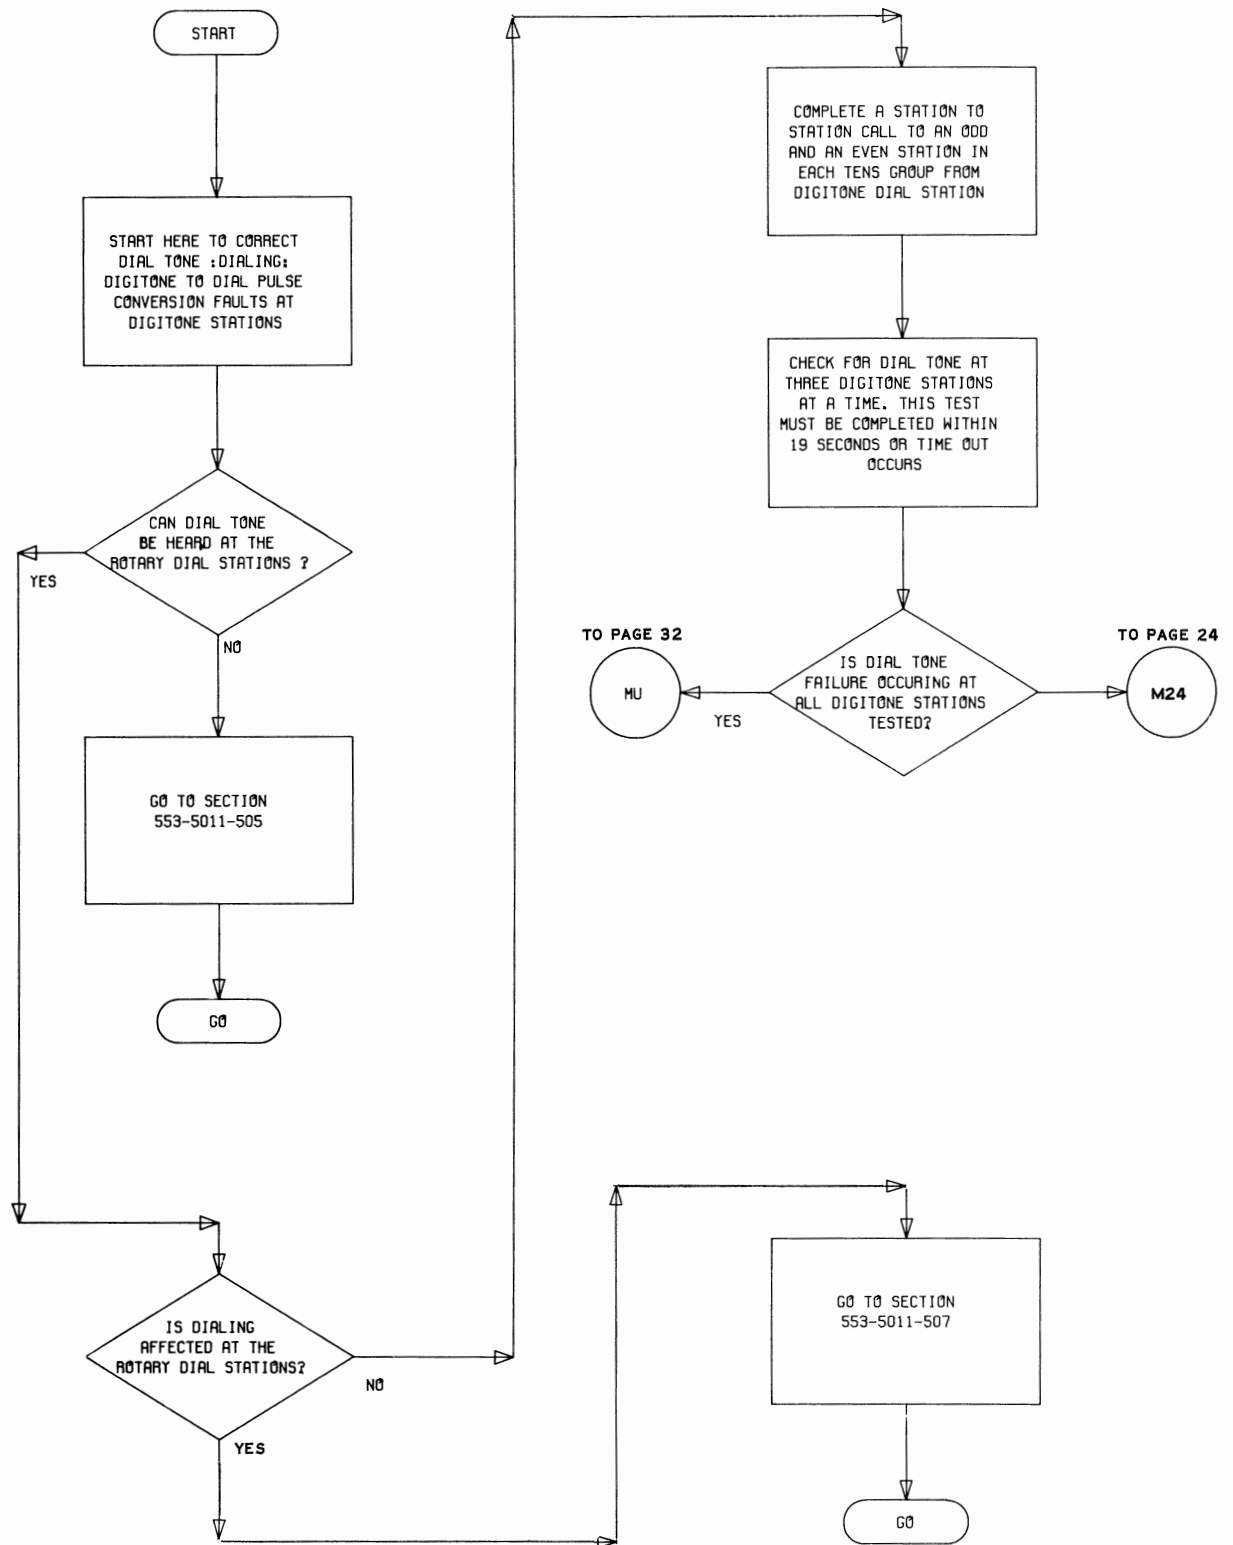 START
START HERE TO CORRECT
DIAL TONE :DIALING:
DIGITONE TO DIAL PULSE
CONVERSION FAULTS AT
DIGITONE STATIONS
CAN DIAL TONE
BE HEARD AT THE
ROTARY DIAL STATIONS ?
YES
NO
GO TO SECTION
553-5011-505
GO
IS DIALING
AFFECTED AT THE
ROTARY DIAL STATIONS?
NO
YES
COMPLETE A STATION TO
STATION CALL TO AN ODD
AND AN EVEN STATION IN
EACH TENS GROUP FROM
DIGITONE DIAL STATION
CHECK FOR DIAL TONE AT
THREE DIGITONE STATIONS
AT A TIME. THIS TEST
MUST BE COMPLETED WITHIN
19 SECONDS OR TIME OUT
OCCURS
IS DIAL TONE
FAILURE OCCURING AT
ALL DIGITONE STATIONS
TESTED?
TO PAGE 32
MU
YES
TO PAGE 24
M24
GO TO SECTION
553-5011-507
GO